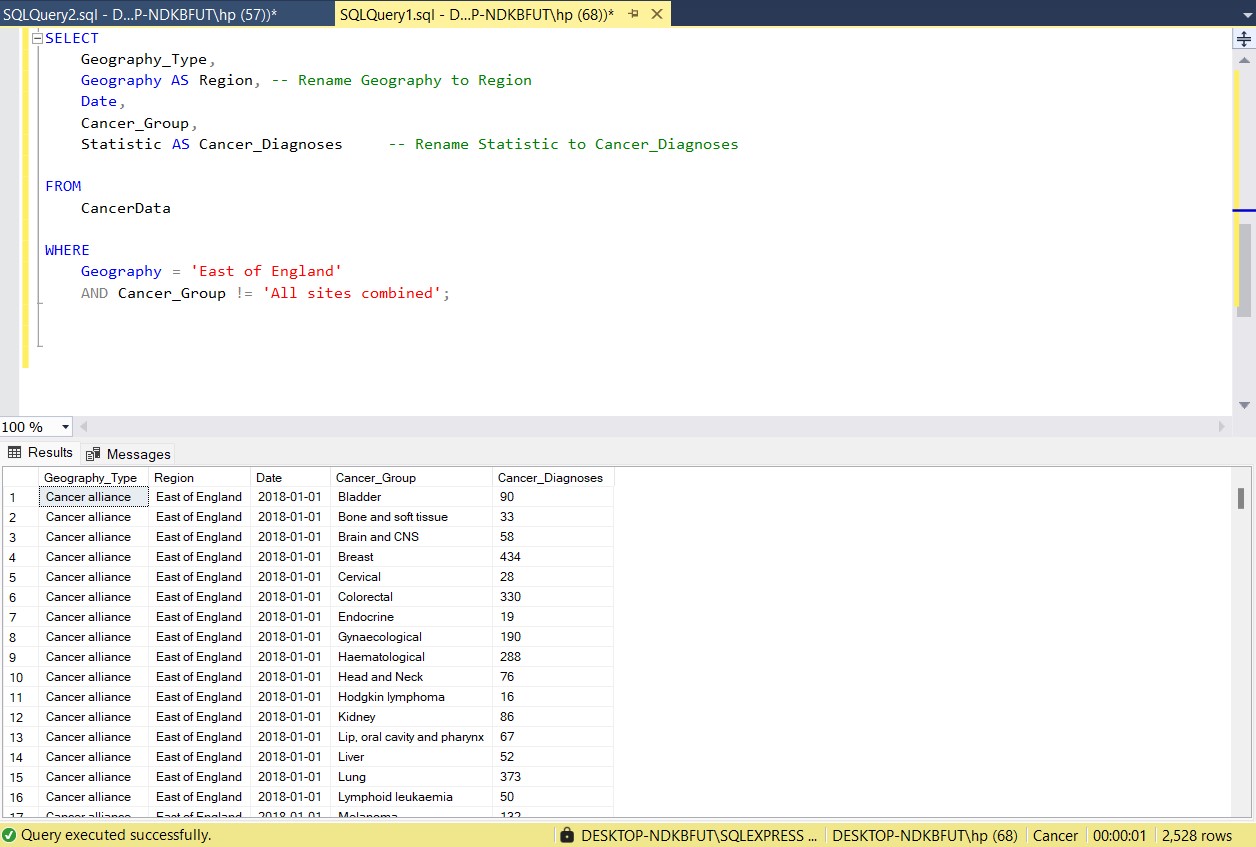 SQLQuery2.sql - D...P-NDKBFUT\hp (57))*
SQLQuery1.sql - D...P-NDKBFUT\hp (68))*
SELECT
Geography_Type,
Geography AS Region, -- Rename Geography to Region
Date,
Cancer_Group,
Statistic AS Cancer_Diagnoses -- Rename Statistic to Cancer_Diagnoses
FROM
CancerData
WHERE
Geography = 'East of England'
AND Cancer_Group != 'All sites combined';
100 %
Results Messages
Geography_Type Region Date Cancer_Group Cancer_Diagnoses
1 Cancer alliance East of England 2018-01-01 Bladder 90
2 Cancer alliance East of England 2018-01-01 Bone and soft tissue 33
3 Cancer alliance East of England 2018-01-01 Brain and CNS 58
4 Cancer alliance East of England 2018-01-01 Breast 434
5 Cancer alliance East of England 2018-01-01 Cervical 28
6 Cancer alliance East of England 2018-01-01 Colorectal 330
7 Cancer alliance East of England 2018-01-01 Endocrine 19
8 Cancer alliance East of England 2018-01-01 Gynaecological 190
9 Cancer alliance East of England 2018-01-01 Haematological 288
10 Cancer alliance East of England 2018-01-01 Head and Neck 76
11 Cancer alliance East of England 2018-01-01 Hodgkin lymphoma 16
12 Cancer alliance East of England 2018-01-01 Kidney 86
13 Cancer alliance East of England 2018-01-01 Lip, oral cavity and pharynx 67
14 Cancer alliance East of England 2018-01-01 Liver 52
15 Cancer alliance East of England 2018-01-01 Lung 373
16 Cancer alliance East of England 2018-01-01 Lymphoid leukaemia 50
17 Cancer alliance East of England 2018-01-01 Melanoma 132
Query executed successfully. DESKTOP-NDKBFUT\SQLEXPRESS ... DESKTOP-NDKBFUT\hp (68) Cancer 00:00:01 2,528 rows